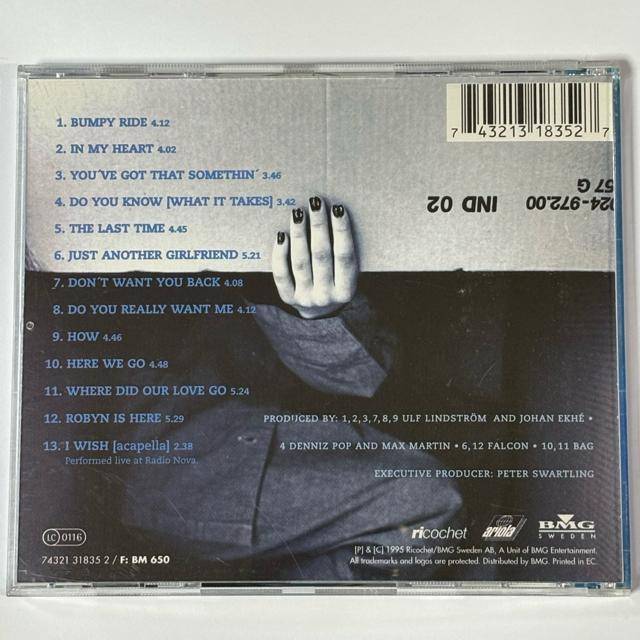 1. BUMPY RIDE 4.12
2. IN MY HEART 4.02
3. YOU´VE GOT THAT SOMETHIN´ 3.46
4. DO YOU KNOW [WHAT IT TAKES] 3.42
5. THE LAST TIME 4.45
6. JUST ANOTHER GIRLFRIEND 5.21
7. DON´T WANT YOU BACK 4.08
8. DO YOU REALLY WANT ME 4.12
9. HOW 4.46
10. HERE WE GO 4.48
11. WHERE DID OUR LOVE GO 5.24
12. ROBYN IS HERE 5.29
13. I WISH [acapella] 2.38
Performed live at Radio Nova.
7 43213 18352 7
024-972.00 IND 02
57 G
PRODUCED BY: 1,2,3,7,8,9 ULF LINDSTRÖM AND JOHAN EKHÉ •
4 DENNIZ POP AND MAX MARTIN • 6,12 FALCON • 10,11 BAG
EXECUTIVE PRODUCER: PETER SWARTLING
LC 0116
74321 31835 2 / F: BM 650
ricochet ariola BMG
SWEDEN
[P] & [C] 1995 Ricochet/BMG Sweden AB, A Unit of BMG Entertainment.
All trademarks and logos are protected. Distributed by BMG. Printed in EC.